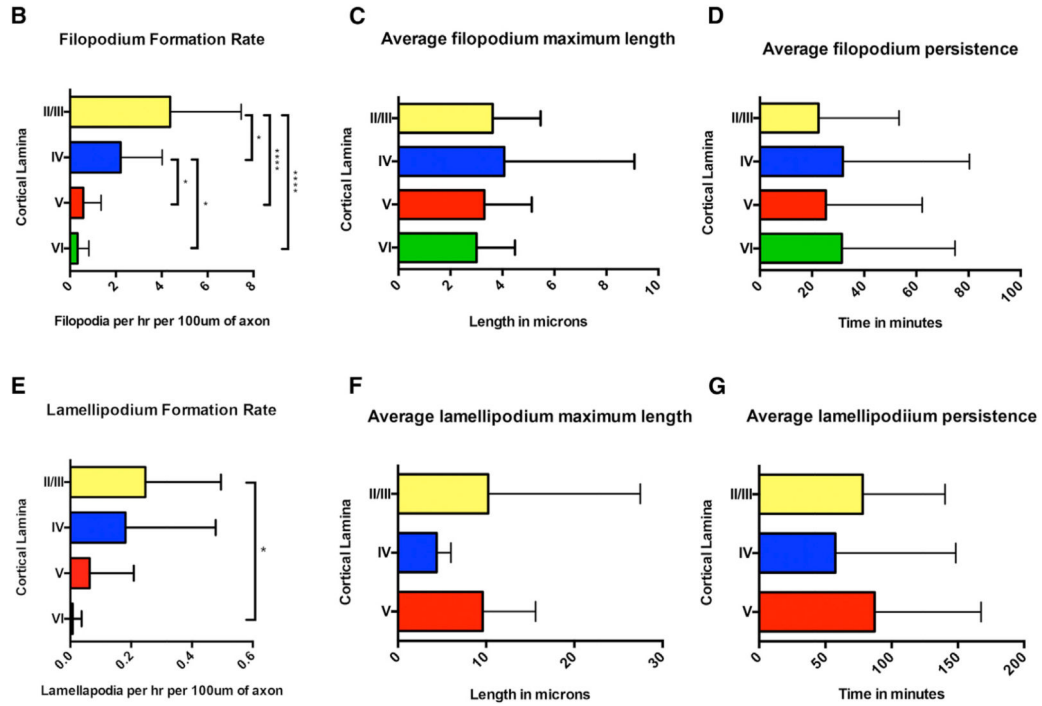 B
Filopodium Formation Rate
Cortical Lamina
II/III
IV
V
VI
*
****
****
*
*
0
2
4
6
8
Filopodia per hr per 100um of axon
C
Average filopodium maximum length
Cortical Lamina
II/III
IV
V
VI
0
2
4
6
8
10
Length in microns
D
Average filopodium persistence
Cortical Lamina
II/III
IV
V
VI
0
20
40
60
80
100
Time in minutes
E
Lamellipodium Formation Rate
Cortical Lamina
II/III
IV
V
VI
*
0.0
0.2
0.4
0.6
Lamellapodia per hr per 100um of axon
F
Average lamellipodium maximum length
Cortical Lamina
II/III
IV
V
0
10
20
30
Length in microns
G
Average lamellipodiium persistence
Cortical Lamina
II/III
IV
V
0
50
100
150
200
Time in minutes